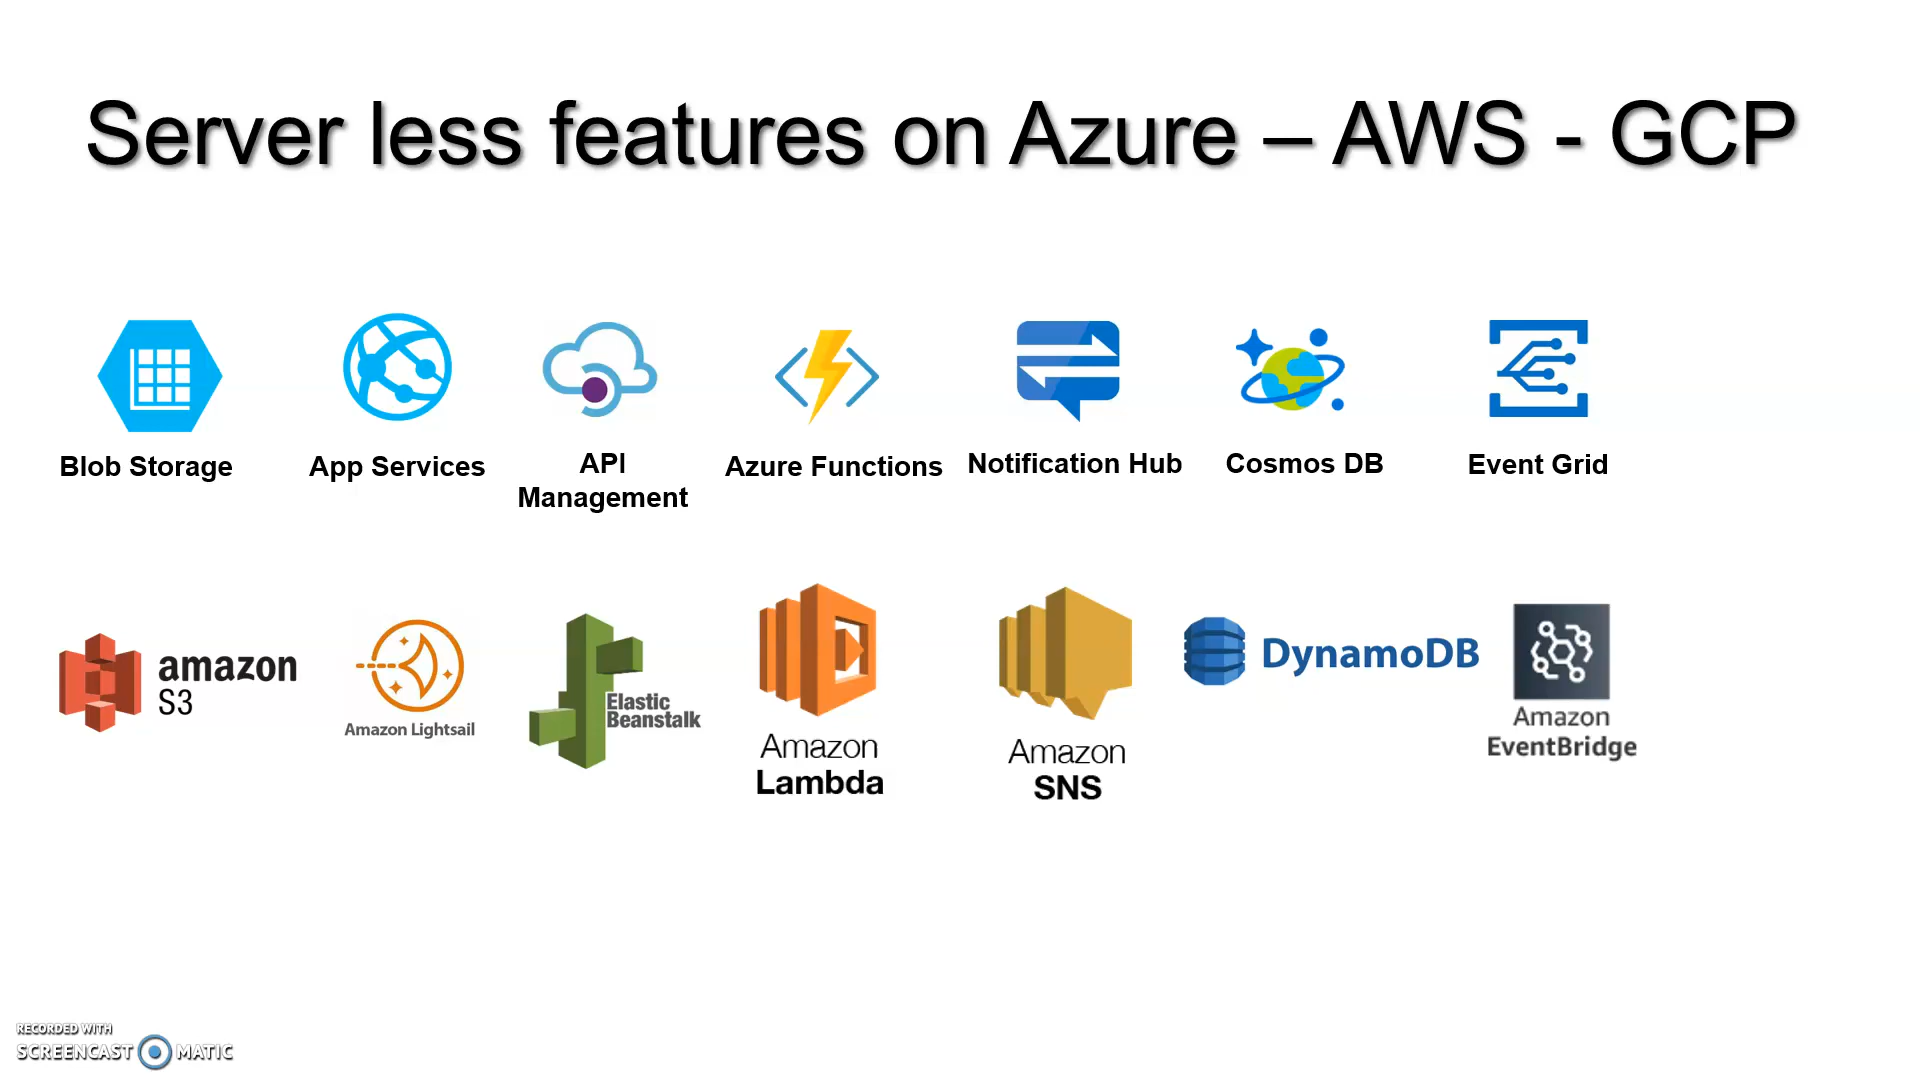 Server less features on Azure – AWS - GCP
Blob Storage
App Services
API
Management
Azure Functions
Notification Hub
Cosmos DB
Event Grid
amazon
S3
Amazon Lightsail
Elastic
Beanstalk
Amazon
Lambda
Amazon
SNS
DynamoDB
Amazon
EventBridge
RECORDED WITH
SCREENCAST MATIC